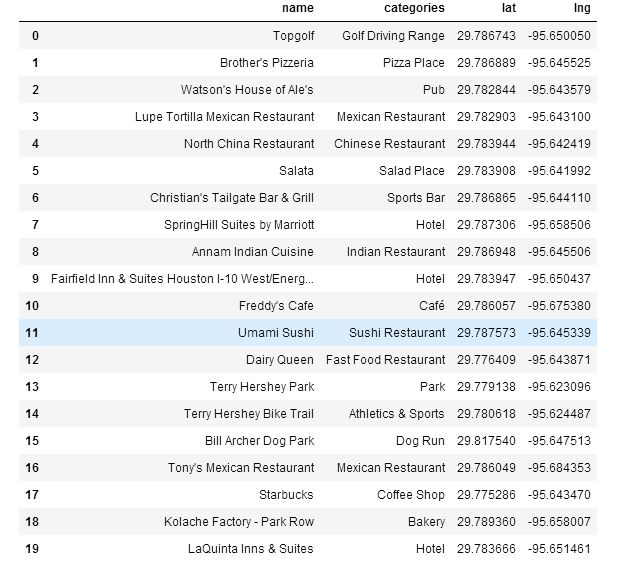 name categories lat lng
0 Topgolf Golf Driving Range 29.786743 -95.650050
1 Brother's Pizzeria Pizza Place 29.786889 -95.645525
2 Watson's House of Ale's Pub 29.782844 -95.643579
3 Lupe Tortilla Mexican Restaurant Mexican Restaurant 29.782903 -95.643100
4 North China Restaurant Chinese Restaurant 29.783944 -95.642419
5 Salata Salad Place 29.783908 -95.641992
6 Christian's Tailgate Bar & Grill Sports Bar 29.786865 -95.644110
7 SpringHill Suites by Marriott Hotel 29.787306 -95.658506
8 Annam Indian Cuisine Indian Restaurant 29.786948 -95.645506
9 Fairfield Inn & Suites Houston I-10 West/Energ... Hotel 29.783947 -95.650437
10 Freddy's Cafe Café 29.786057 -95.675380
11 Umami Sushi Sushi Restaurant 29.787573 -95.645339
12 Dairy Queen Fast Food Restaurant 29.776409 -95.643871
13 Terry Hershey Park Park 29.779138 -95.623096
14 Terry Hershey Bike Trail Athletics & Sports 29.780618 -95.624487
15 Bill Archer Dog Park Dog Run 29.817540 -95.647513
16 Tony's Mexican Restaurant Mexican Restaurant 29.786049 -95.684353
17 Starbucks Coffee Shop 29.775286 -95.643470
18 Kolache Factory - Park Row Bakery 29.789360 -95.658007
19 LaQuinta Inns & Suites Hotel 29.783666 -95.651461